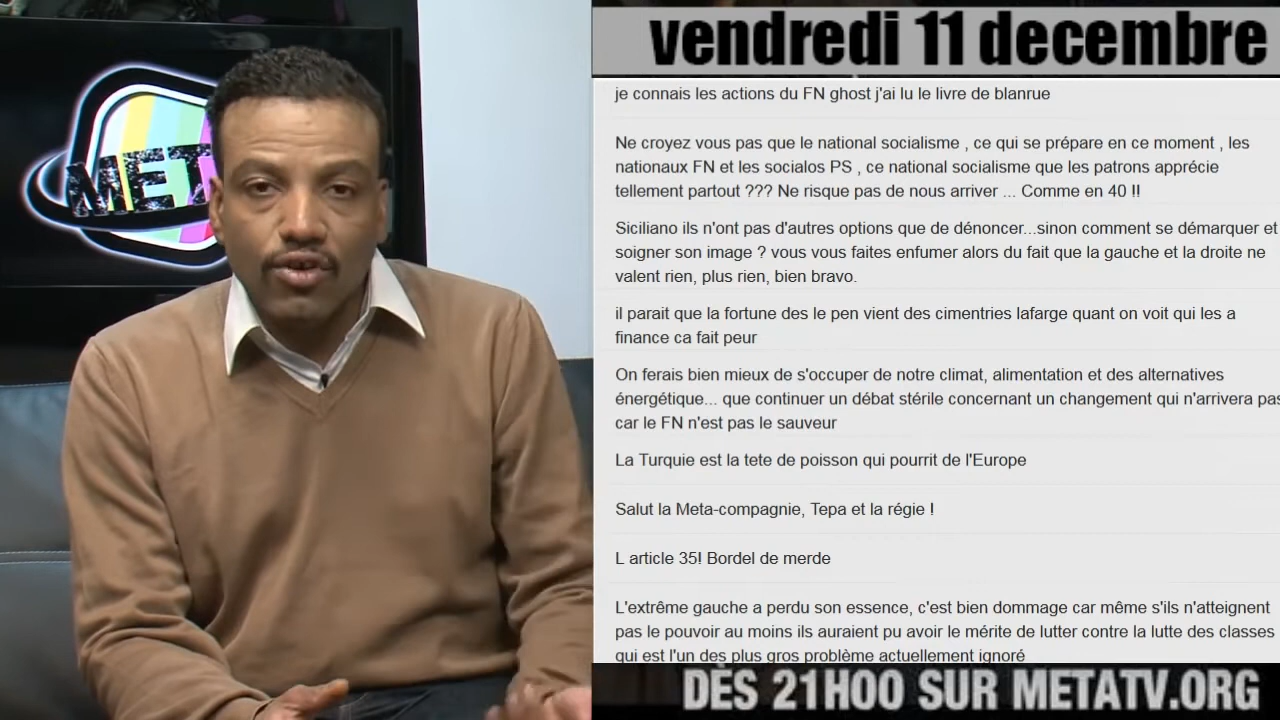 vendredi 11 decembre
MET
je connais les actions du FN ghost j'ai lu le livre de blanrue
Ne croyez vous pas que le national socialisme , ce qui se prépare en ce moment , les
nationaux FN et les socialos PS , ce national socialisme que les patrons apprécie
tellement partout ??? Ne risque pas de nous arriver ... Comme en 40 !!
Siciliano ils n'ont pas d'autres options que de dénoncer...sinon comment se démarquer et
soigner son image ? vous vous faites enfumer alors du fait que la gauche et la droite ne
valent rien, plus rien, bien bravo.
il parait que la fortune des le pen vient des cimentries lafarge quant on voit qui les a
finance ca fait peur
On ferais bien mieux de s'occuper de notre climat, alimentation et des alternatives
énergétique... que continuer un débat stérile concernant un changement qui n'arrivera pas
car le FN n'est pas le sauveur
La Turquie est la tete de poisson qui pourrit de l'Europe
Salut la Meta-compagnie, Tepa et la régie !
L article 35! Bordel de merde
L'extrême gauche a perdu son essence, c'est bien dommage car même s'ils n'atteignent
pas le pouvoir au moins ils auraient pu avoir le mérite de lutter contre la lutte des classes
qui est l'un des plus gros problème actuellement ignoré
DÈS 21H00 SUR METATV.ORG